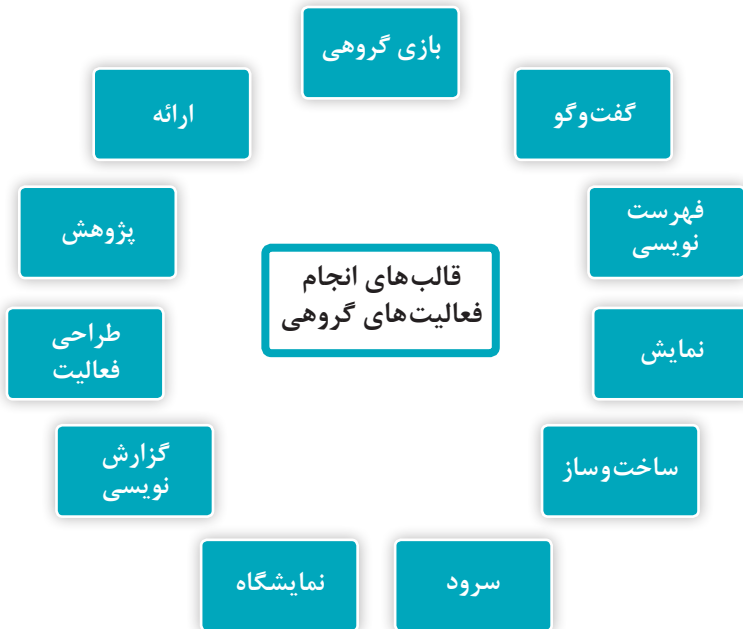 بازی گروهی
گفت‌وگو
فهرست
نویسی
نمایش
ساخت‌وساز
سرود
نمایشگاه
گزارش
نویسی
طراحی
فعالیت
پژوهش
ارائه
قالب‌های انجام
فعالیت‌های گروهی